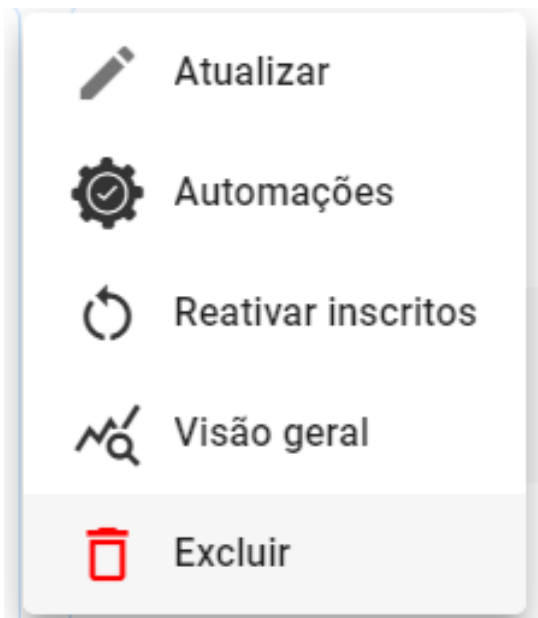 Atualizar
Automações
Reativar inscritos
Visão geral
Excluir